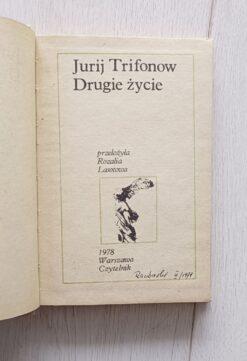 Jurij Trifonow
Drugie życie
przełożyła
Rozalia
Lasotowa
1978
Warszawa
Czytelnik